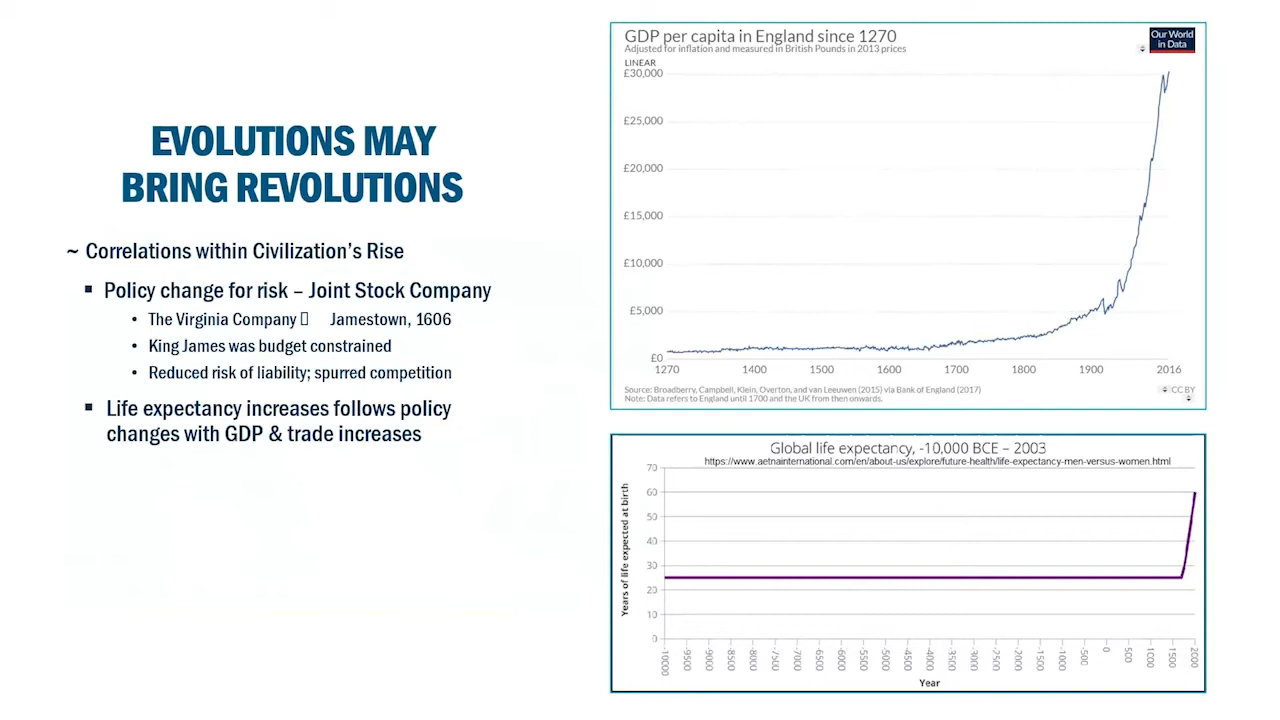 EVOLUTIONS MAY
BRING REVOLUTIONS
~ Correlations within Civilization’s Rise
▪ Policy change for risk – Joint Stock Company
• The Virginia Company Jamestown, 1606
• King James was budget constrained
• Reduced risk of liability; spurred competition
▪ Life expectancy increases follows policy
changes with GDP & trade increases
GDP per capita in England since 1270
Adjusted for inflation and measured in British Pounds in 2013 prices
Our World
in Data
LINEAR
£30,000
£25,000
£20,000
£15,000
£10,000
£5,000
£0
1270 1400 1500 1600 1700 1800 1900 2016
Source: Broadberry, Campbell, Klein, Overton, and van Leeuwen (2015) via Bank of England (2017)
CC BY
Note: Data refers to England until 1700 and the UK from then onwards.
Global life expectancy, -10,000 BCE – 2003
https://www.aetnainternational.com/en/about-us/explore/future-health/life-expectancy-men-versus-women.html
Years of life expected at birth
70
60
50
40
30
20
10
0
-10000 -9500 -9000 -8500 -8000 -7500 -7000 -6500 -6000 -5500 -5000 -4500 -4000 -3500 -3000 -2500 -2000 -1500 -1000 -500 0 500 1000 1500 2000
Year